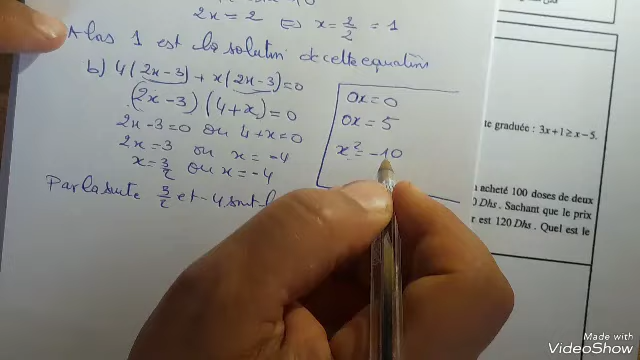 2x = 2 ⇔ x = 2/2 = 1
Alors 1 est la solution de cette equation
b) 4(2x-3) + x(2x-3) = 0
(2x-3)(4+x) = 0
2x-3=0 ou 4+x=0
2x = 3 ou x = -4
x = 3/2 ou x = -4
Par la suite 3/2 et -4 sont
0x = 0
0x = 5
x² = -10
te graduée : 3x+1 ≥ x-5.
acheté 100 doses de deux
Dhs. Sachant que le prix
r est 120 Dhs. Quel est le
Made with
VideoShow